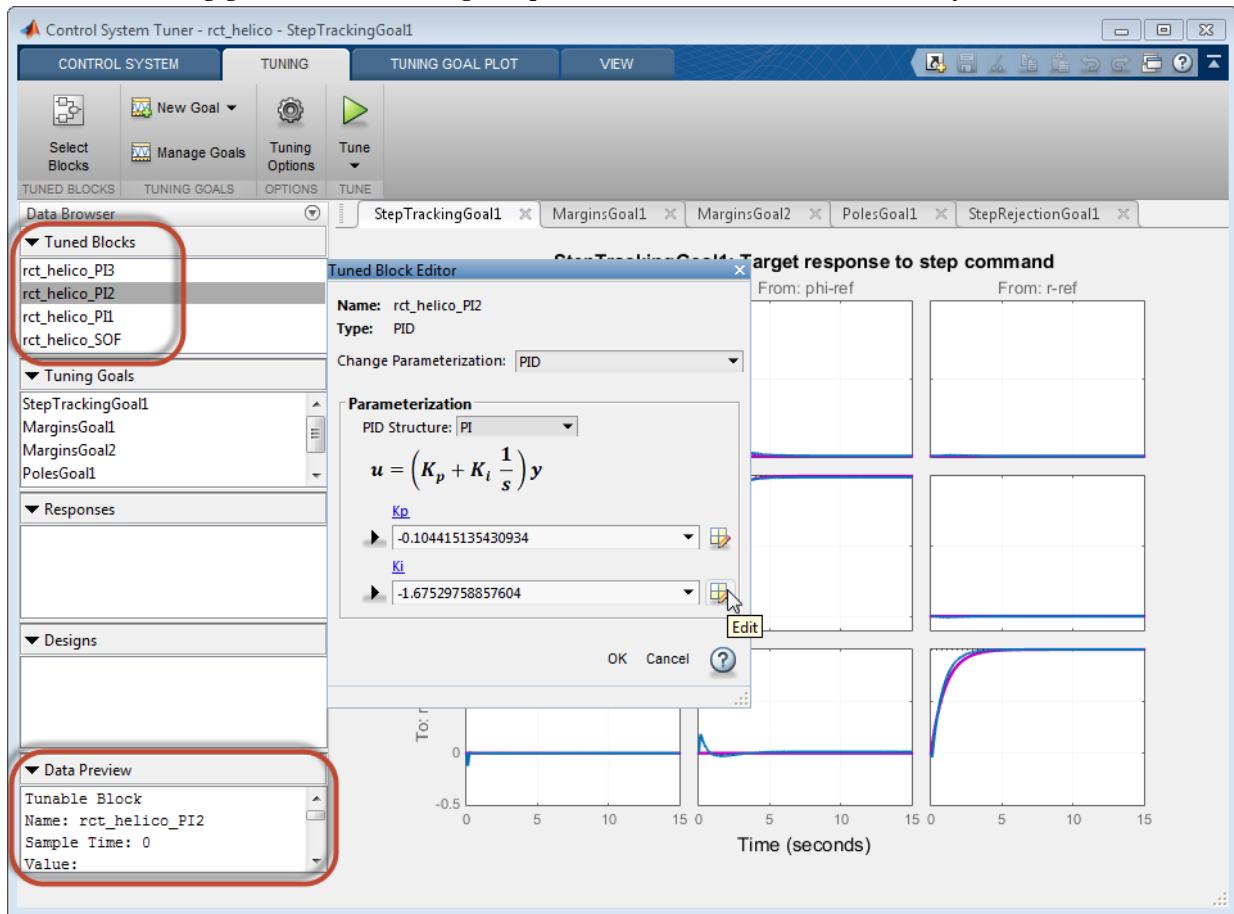 Control System Tuner - rct_helico - StepTrackingGoal1
CONTROL SYSTEM TUNING TUNING GOAL PLOT VIEW
New Goal
Manage Goals
Select Blocks
Tuning Options
Tune
TUNED BLOCKS TUNING GOALS OPTIONS TUNE
Data Browser
Tuned Blocks
rct_helico_PI3
rct_helico_PI2
rct_helico_PI1
rct_helico_SOF
Tuning Goals
StepTrackingGoal1
MarginsGoal1
MarginsGoal2
PolesGoal1
Responses
Designs
Data Preview
Tunable Block
Name: rct_helico_PI2
Sample Time: 0
Value:
StepTrackingGoal1 MarginsGoal1 MarginsGoal2 PolesGoal1 StepRejectionGoal1
Target response to step command
From: phi-ref From: r-ref
Tuned Block Editor
Name: rct_helico_PI2
Type: PID
Change Parameterization: PID
Parameterization
PID Structure: PI
u = (Kp + Ki 1/s) y
Kp
-0.104415135430934
Ki
-1.67529758857604
Edit
OK Cancel
To:
0
-0.5
0 5 10 15 0 5 10 15 0 5 10 15
Time (seconds)